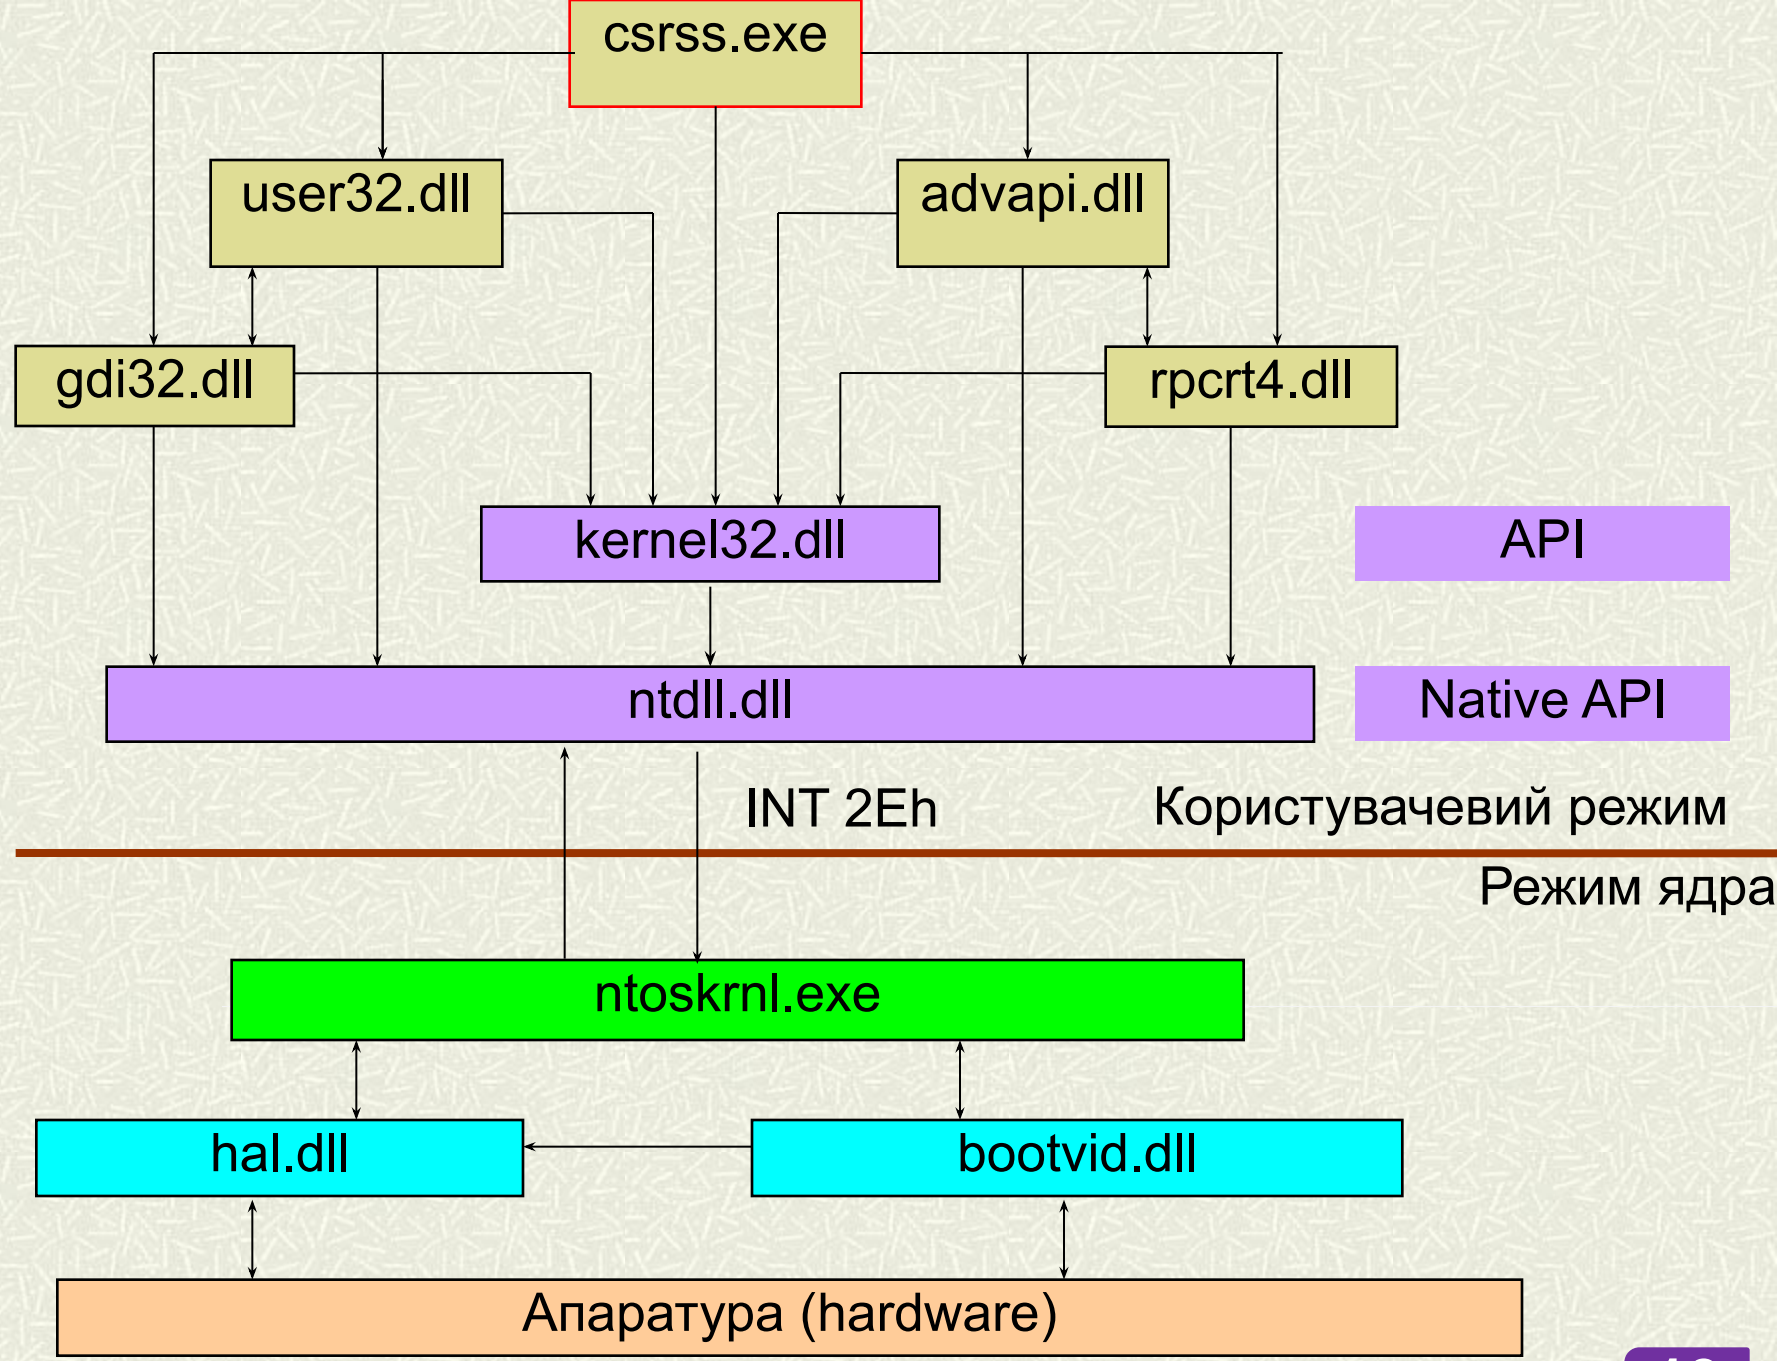 csrss.exe
user32.dll
advapi.dll
gdi32.dll
rpcrt4.dll
kernel32.dll
API
ntdll.dll
Native API
INT 2Eh
Користувачевий режим
Режим ядра
ntoskrnl.exe
hal.dll
bootvid.dll
Апаратура (hardware)